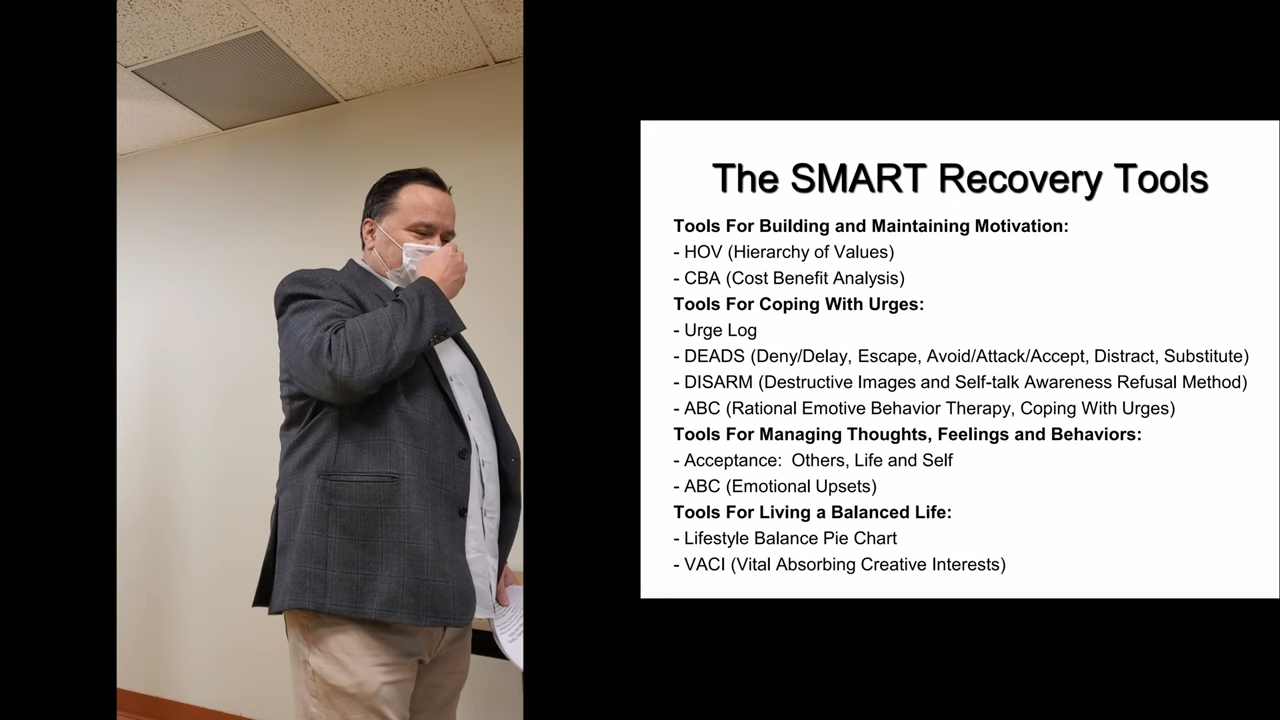 The SMART Recovery Tools
Tools For Building and Maintaining Motivation:
- HOV (Hierarchy of Values)
- CBA (Cost Benefit Analysis)
Tools For Coping With Urges:
- Urge Log
- DEADS (Deny/Delay, Escape, Avoid/Attack/Accept, Distract, Substitute)
- DISARM (Destructive Images and Self-talk Awareness Refusal Method)
- ABC (Rational Emotive Behavior Therapy, Coping With Urges)
Tools For Managing Thoughts, Feelings and Behaviors:
- Acceptance:  Others, Life and Self
- ABC (Emotional Upsets)
Tools For Living a Balanced Life:
- Lifestyle Balance Pie Chart
- VACI (Vital Absorbing Creative Interests)